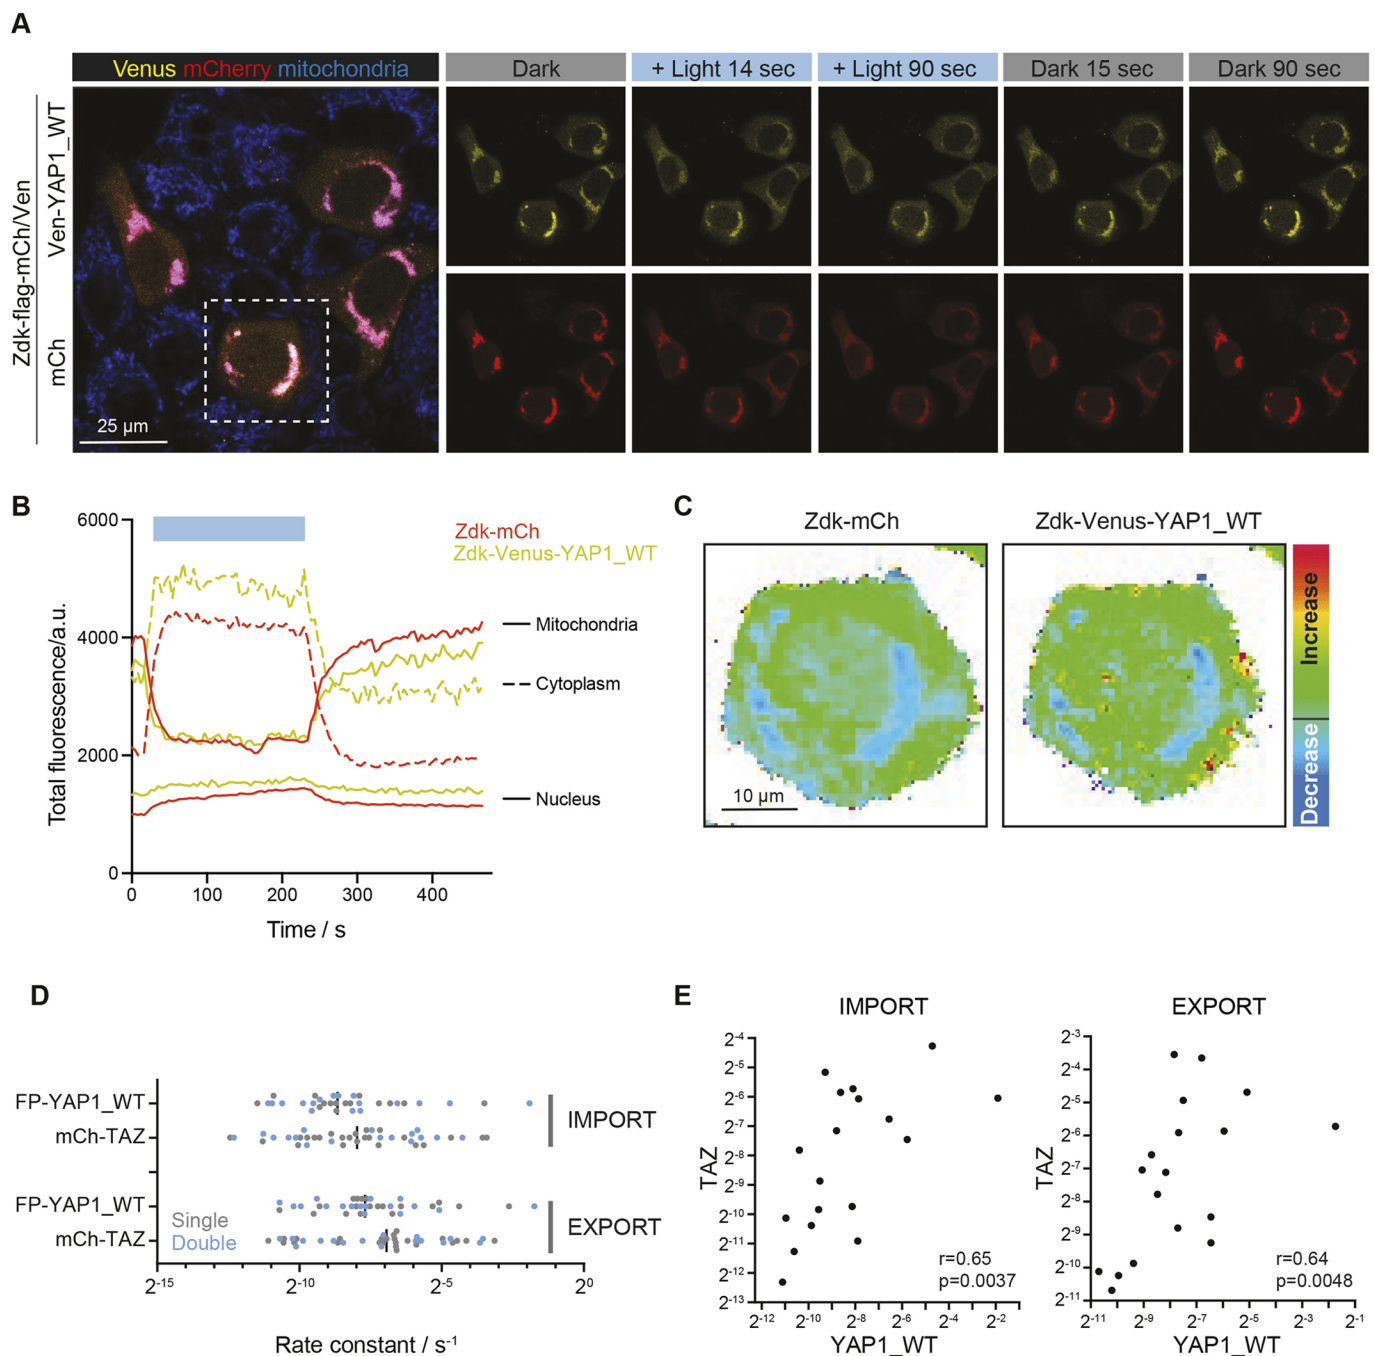 A
Venus mCherry mitochondria
Dark
+ Light 14 sec
+ Light 90 sec
Dark 15 sec
Dark 90 sec
Zdk-flag-mCh/Ven
Ven-YAP1_WT
mCh
25 µm
B
Total fluorescence/a.u.
6000
4000
2000
0
0 100 200 300 400
Time / s
Zdk-mCh
Zdk-Venus-YAP1_WT
Mitochondria
Cytoplasm
Nucleus
C
Zdk-mCh
Zdk-Venus-YAP1_WT
10 µm
Increase
Decrease
D
FP-YAP1_WT
mCh-TAZ
IMPORT
FP-YAP1_WT
mCh-TAZ
EXPORT
Single
Double
2-15 2-10 2-5 20
Rate constant / s-1
E
IMPORT
TAZ
2-4
2-5
2-6
2-7
2-8
2-9
2-10
2-11
2-12
2-13
r=0.65
p=0.0037
2-12 2-10 2-8 2-6 2-4 2-2
YAP1_WT
EXPORT
TAZ
2-3
2-4
2-5
2-6
2-7
2-8
2-9
2-10
2-11
r=0.64
p=0.0048
2-11 2-9 2-7 2-5 2-3 2-1
YAP1_WT